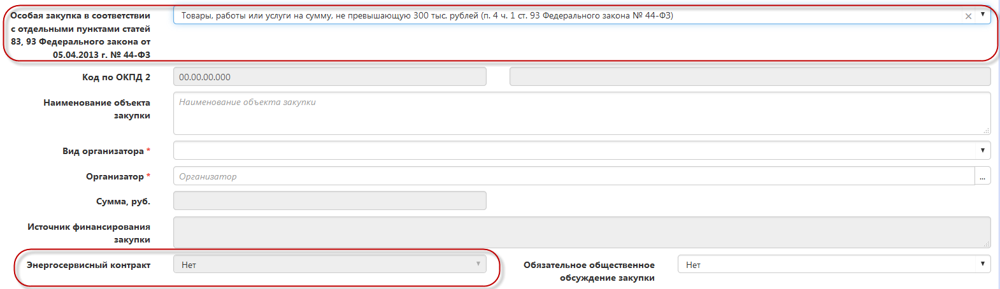 Особая закупка в соответствии
с отдельными пунктами статей
83, 93 Федерального закона от
05.04.2013 г. № 44-ФЗ
Товары, работы или услуги на сумму, не превышающую 300 тыс. рублей (п. 4 ч. 1 ст. 93 Федерального закона № 44-ФЗ)
Код по ОКПД 2
00.00.00.000
Наименование объекта
закупки
Наименование объекта закупки
Вид организатора *
Организатор *
Организатор
...
Сумма, руб.
Источник финансирования
закупки
Энергосервисный контракт
Нет
Обязательное общественное
обсуждение закупки
Нет